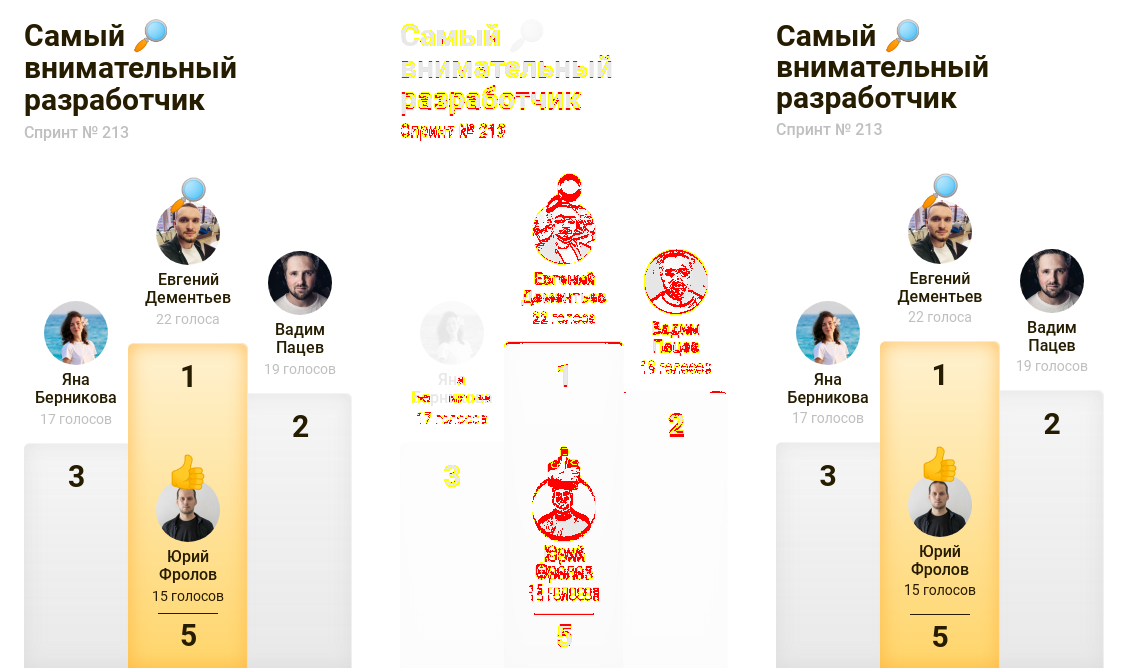 Самый 🔎
внимательный
разработчик
Спринт № 213
Евгений
Дементьев
22 голоса
Вадим
Пацев
19 голосов
Яна
Берникова
17 голосов
1
2
3
👍
Юрий
Фролов
15 голосов
5
Самый
внимательный
разработчик
Спринт № 213
Евгений
Дементьев
22 голоса
Вадим
Пацев
19 голосов
Яна
Берникова
17 голосов
1
2
3
Юрий
Фролов
15 голосов
5
Самый 🔎
внимательный
разработчик
Спринт № 213
Евгений
Дементьев
22 голоса
Вадим
Пацев
19 голосов
Яна
Берникова
17 голосов
1
2
3
👍
Юрий
Фролов
15 голосов
5